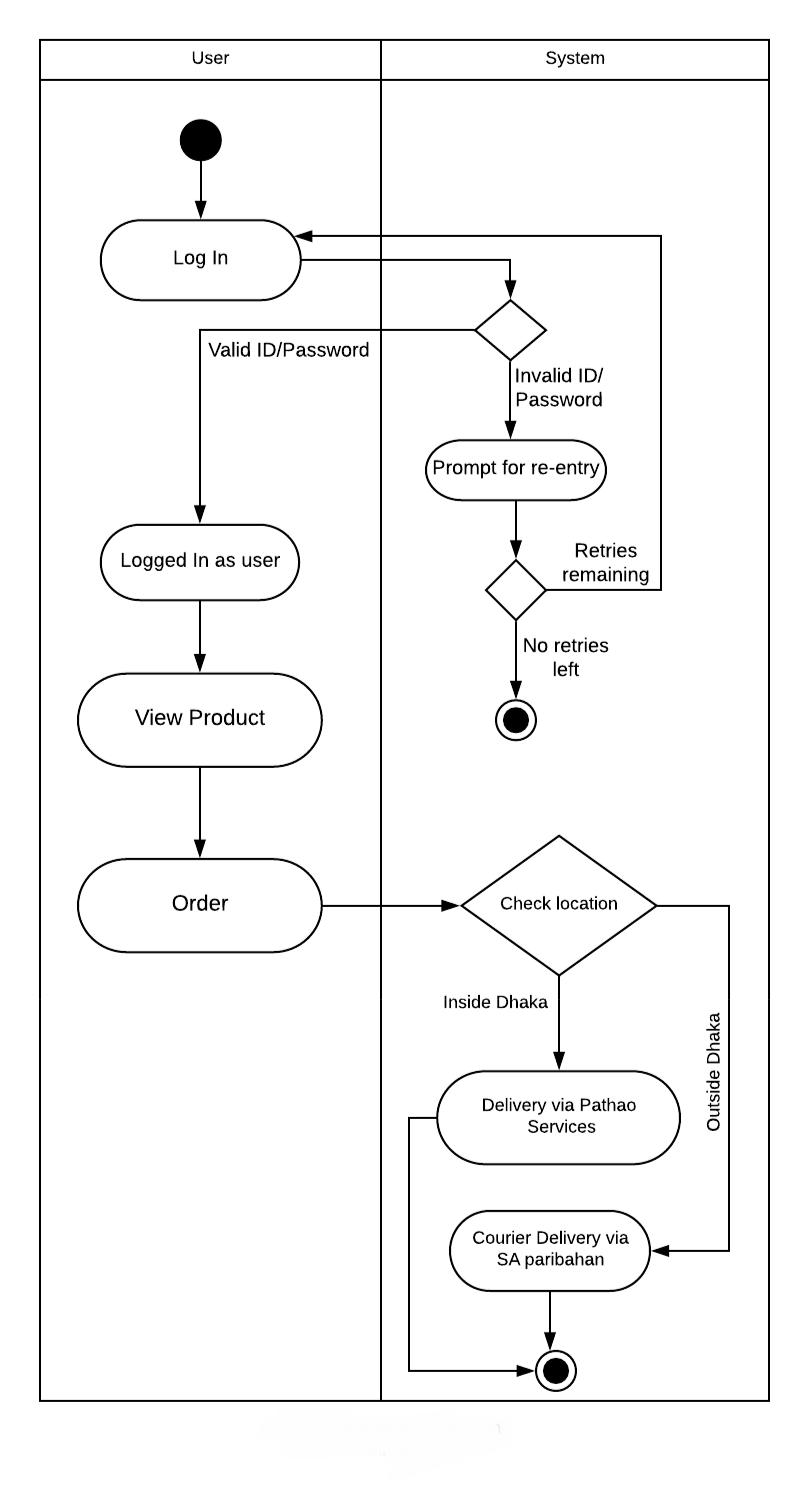 User
System
Log In
Valid ID/Password
Invalid ID/
Password
Prompt for re-entry
Retries
remaining
Logged In as user
No retries
left
View Product
Order
Check location
Inside Dhaka
Outside Dhaka
Delivery via Pathao
Services
Courier Delivery via
SA paribahan